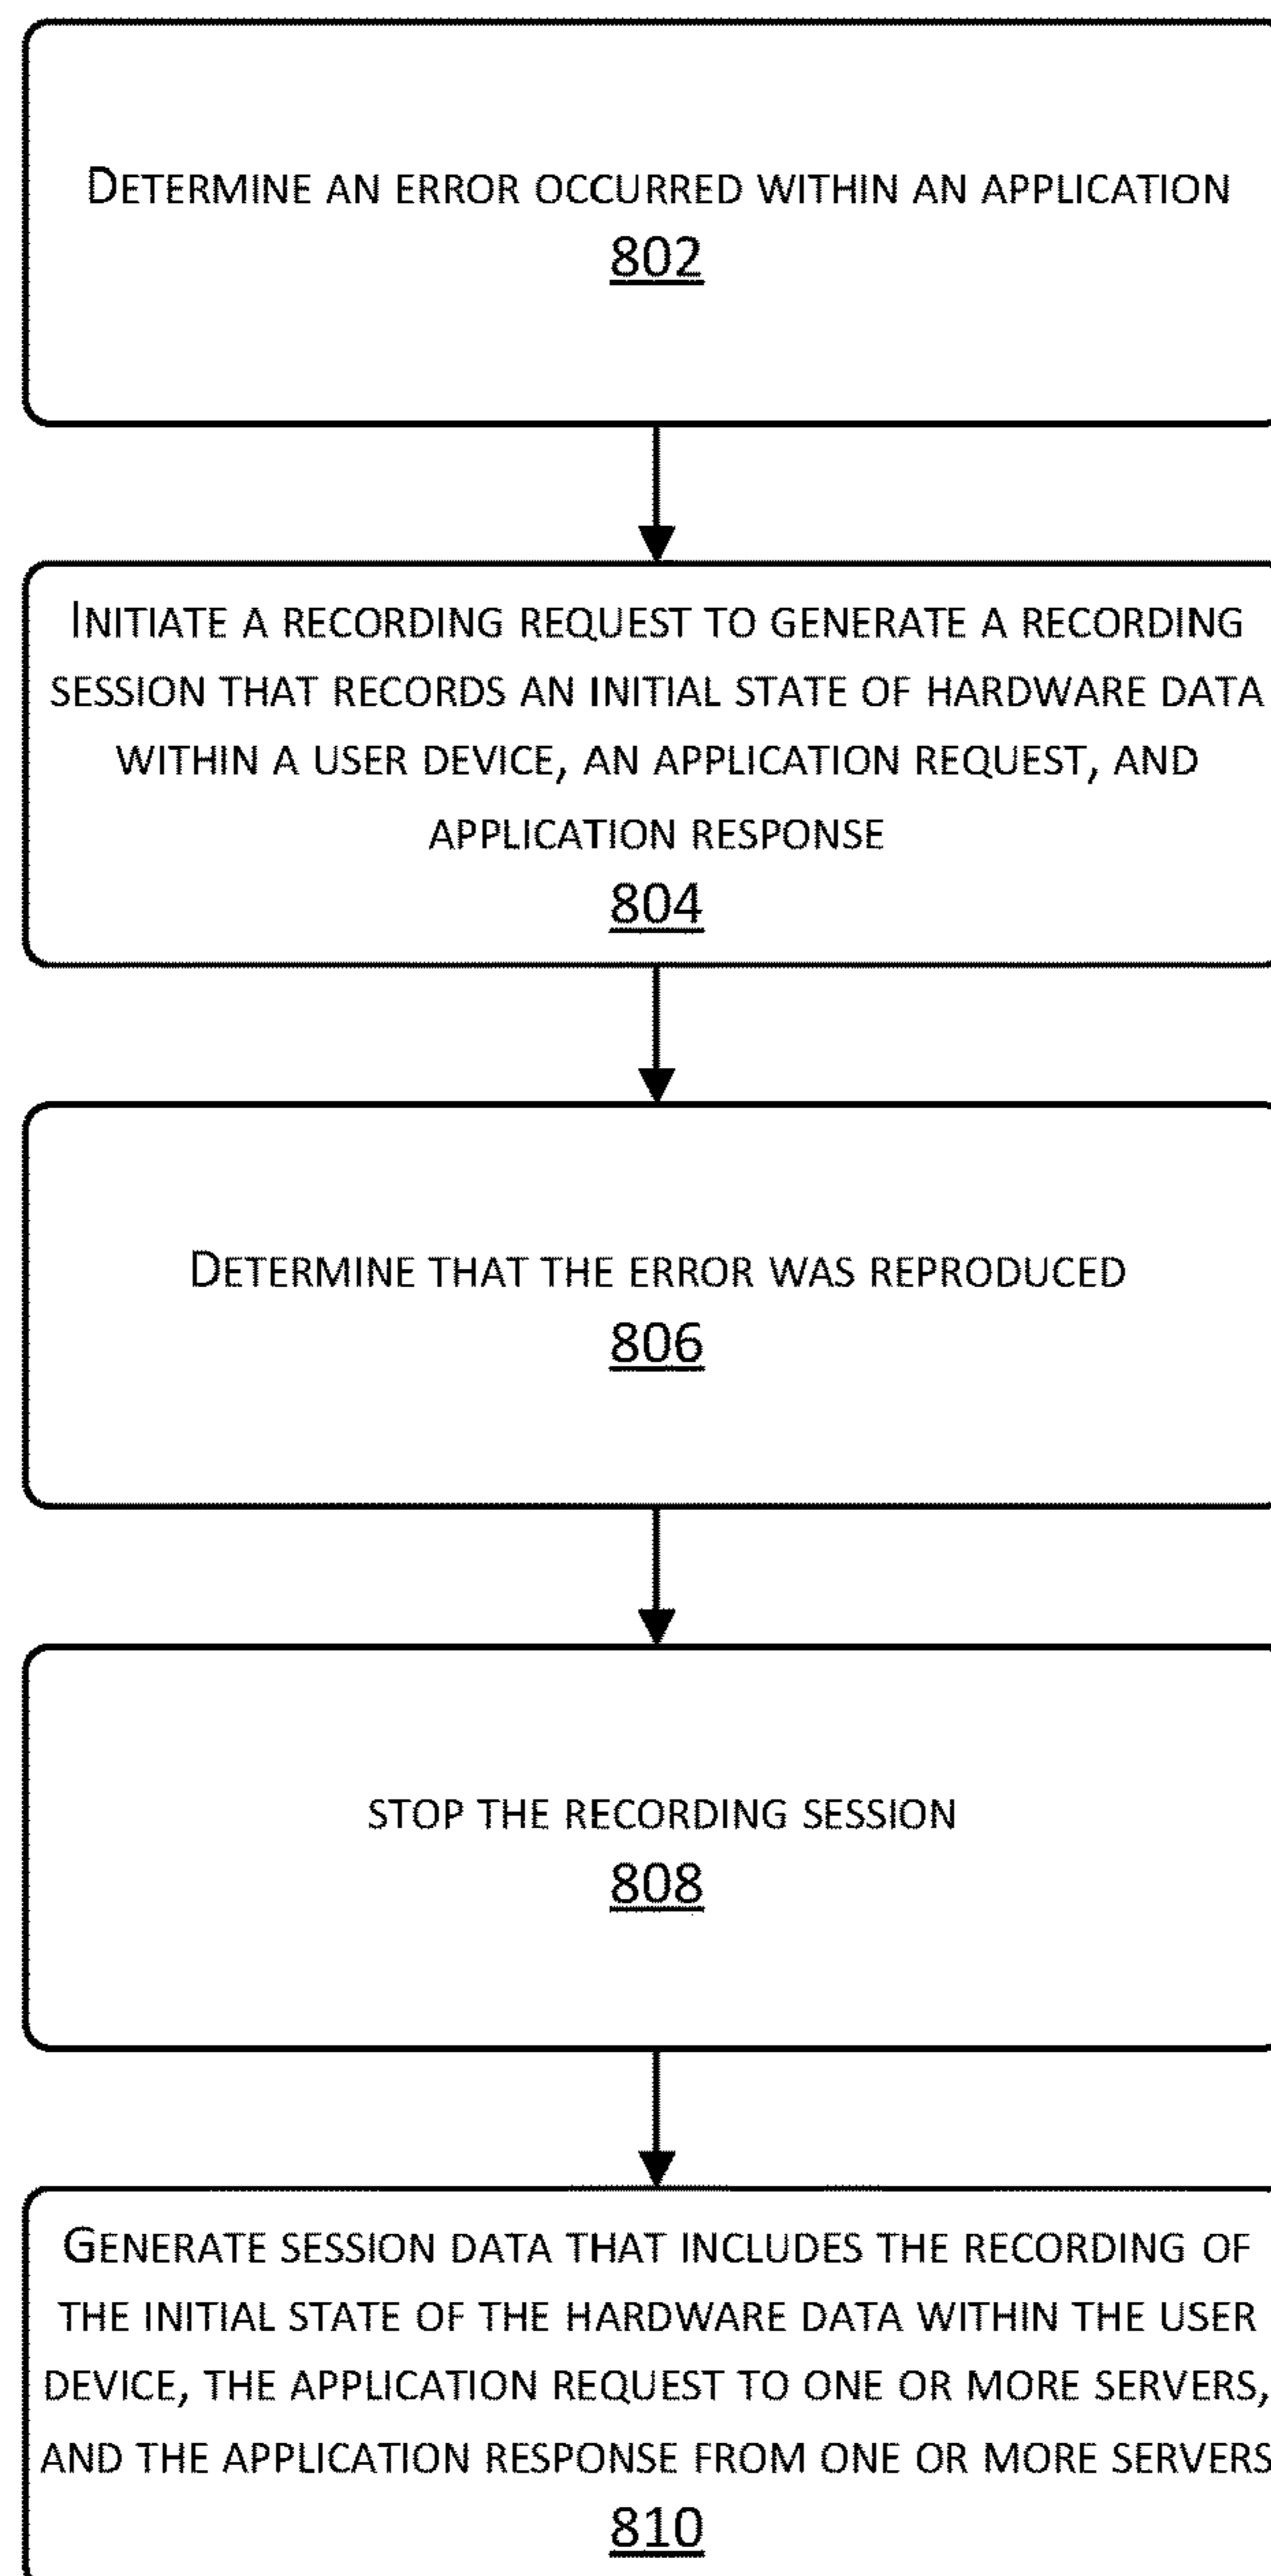 DETERMINE AN ERROR OCCURRED WITHIN AN APPLICATION
802
INITIATE A RECORDING REQUEST TO GENERATE A RECORDING
SESSION THAT RECORDS AN INITIAL STATE OF HARDWARE DATA
WITHIN A USER DEVICE, AN APPLICATION REQUEST, AND
APPLICATION RESPONSE
804
DETERMINE THAT THE ERROR WAS REPRODUCED
806
STOP THE RECORDING SESSION
808
GENERATE SESSION DATA THAT INCLUDES THE RECORDING OF
THE INITIAL STATE OF THE HARDWARE DATA WITHIN THE USER
DEVICE, THE APPLICATION REQUEST TO ONE OR MORE SERVERS,
AND THE APPLICATION RESPONSE FROM ONE OR MORE SERVERS
810